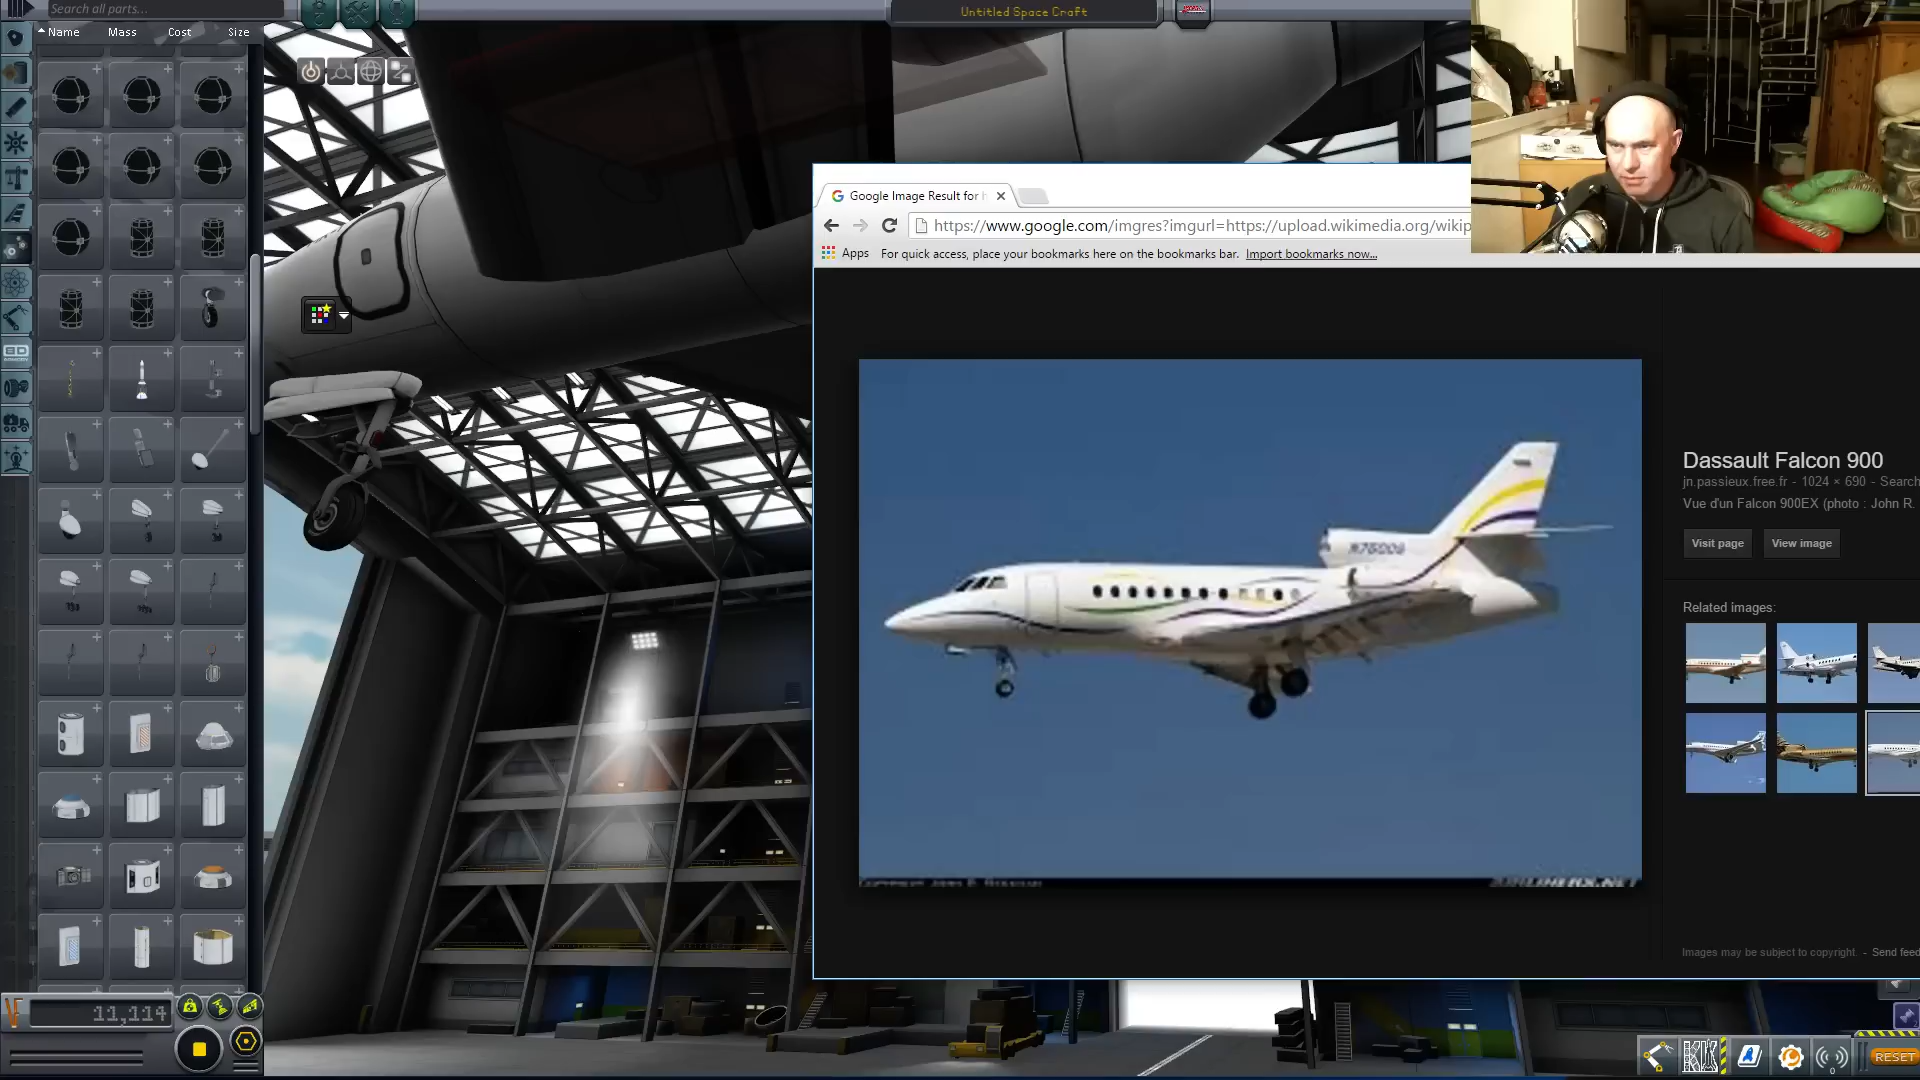 Search all parts...
Untitled Space Craft
Name Mass Cost Size
Google Image Result for
https://www.google.com/imgres?imgurl=https://upload.wikimedia.org/wikip
Apps For quick access, place your bookmarks here on the bookmarks bar. Import bookmarks now...
Dassault Falcon 900
jn.passieux.free.fr - 1024 × 690 - Search
Vue d'un Falcon 900EX (photo : John R.
Visit page View image
Related images:
AIRLINERS.NET
Images may be subject to copyright. - Send feed
11,114
RESET